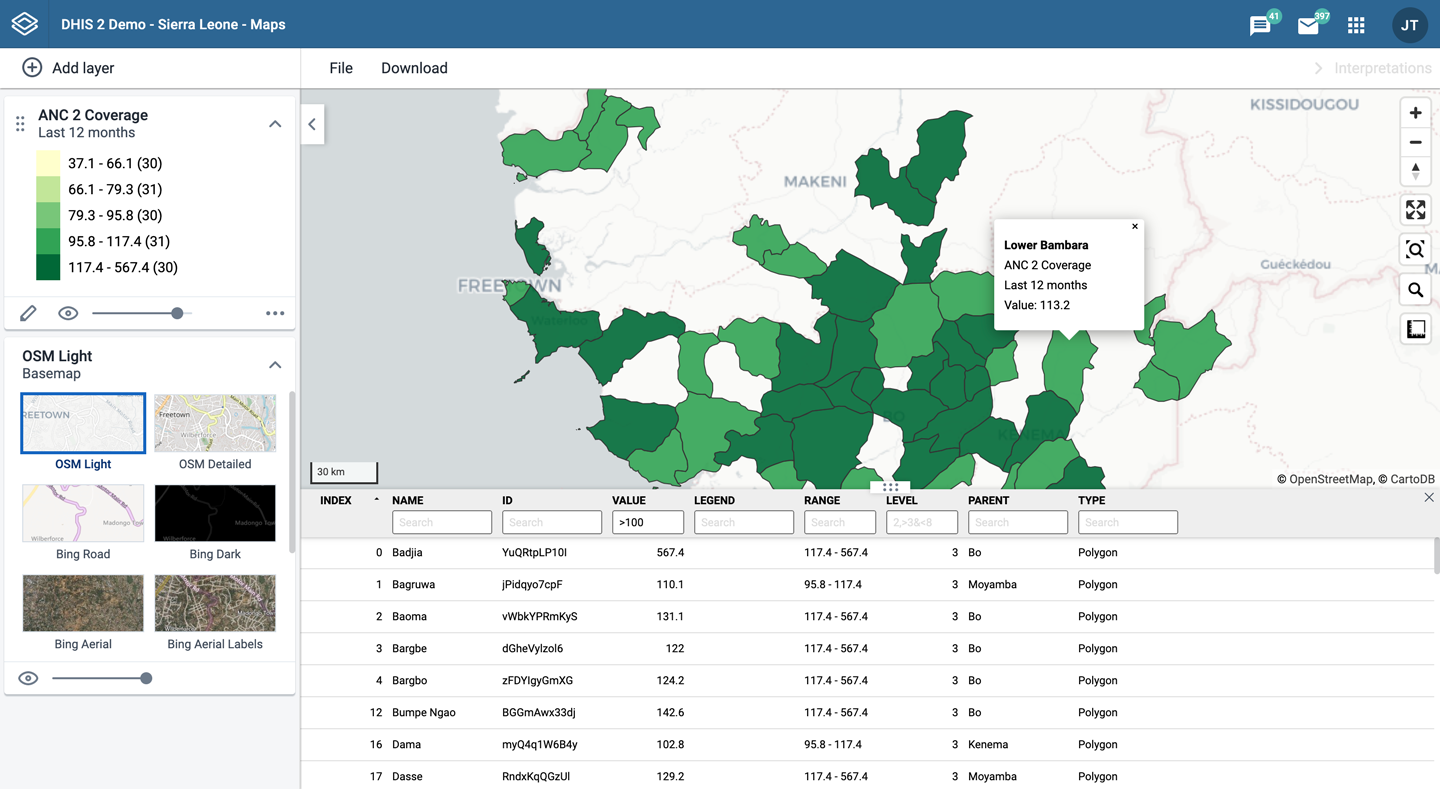 DHIS 2 Demo - Sierra Leone - Maps
41
397
JT
Add layer
File
Download
Interpretations
ANC 2 Coverage
Last 12 months
37.1 - 66.1 (30)
66.1 - 79.3 (31)
79.3 - 95.8 (30)
95.8 - 117.4 (31)
117.4 - 567.4 (30)
OSM Light
Basemap
REETOWN
Freetown
Wilberforce
OSM Light
OSM Detailed
Wilberforce
Madongo Tow
Bing Road
Bing Dark
Madongo Tow
Bing Aerial
Bing Aerial Labels
KISSIDOUGOU
MAKENI
Guéckédou
FREETOWN
Waterloo
BO
KENEMA
Lower Bambara
ANC 2 Coverage
Last 12 months
Value: 113.2
30 km
© OpenStreetMap, © CartoDB
INDEX NAME ID VALUE LEGEND RANGE LEVEL PARENT TYPE
Search Search >100 Search Search 2,>3&<8 Search Search
0 Badjia YuQRtpLP10I 567.4 117.4 - 567.4 3 Bo Polygon
1 Bagruwa jPidqyo7cpF 110.1 95.8 - 117.4 3 Moyamba Polygon
2 Baoma vWbkYPRmKyS 131.1 117.4 - 567.4 3 Bo Polygon
3 Bargbe dGheVylzol6 122 117.4 - 567.4 3 Bo Polygon
4 Bargbo zFDYIgyGmXG 124.2 117.4 - 567.4 3 Bo Polygon
12 Bumpe Ngao BGGmAwx33dj 142.6 117.4 - 567.4 3 Bo Polygon
16 Dama myQ4q1W6B4y 102.8 95.8 - 117.4 3 Kenema Polygon
17 Dasse RndxKqQGzUl 129.2 117.4 - 567.4 3 Moyamba Polygon